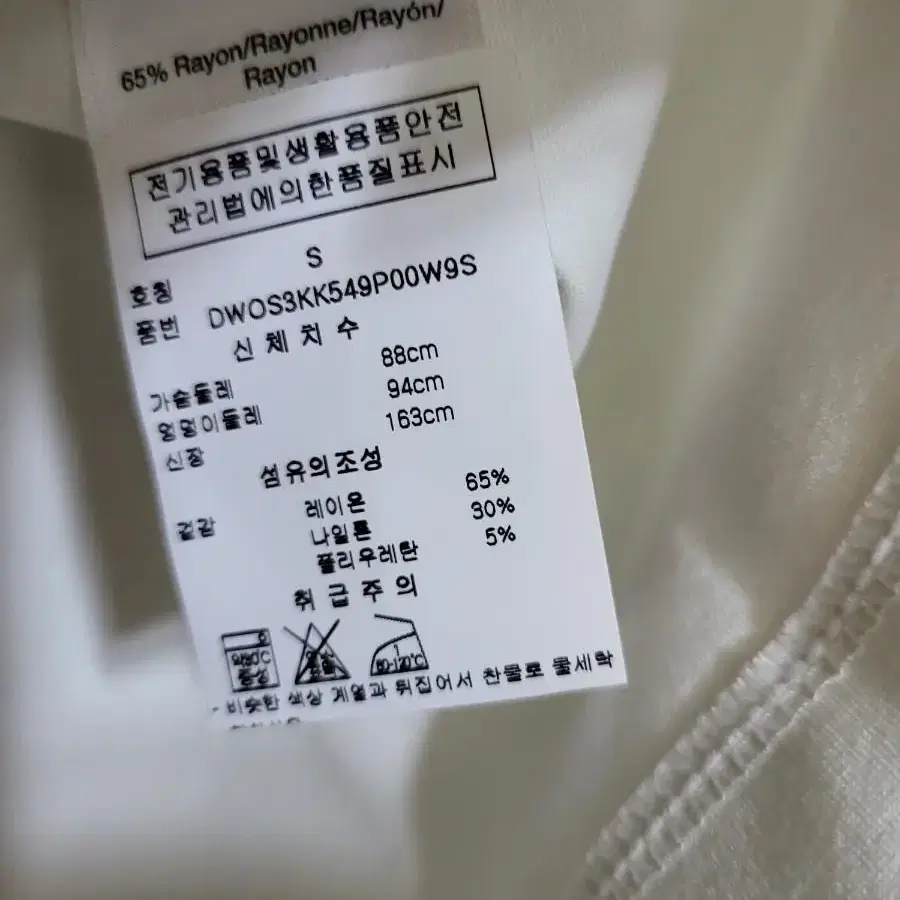 65% Rayon/Rayonne/Rayón/
Rayon
전기용품및생활용품안전
관리법에의한품질표시
호칭 S
품번 DWOS3KK549P00W9S
신체치수
가슴둘레 88cm
엉덩이둘레 94cm
신장 163cm
섬유의조성
겉감 레이온 65%
나일론 30%
폴리우레탄 5%
취급주의
1
80-120℃
- 비슷한 색상 계열과 뒤집어서 찬물로 물세탁